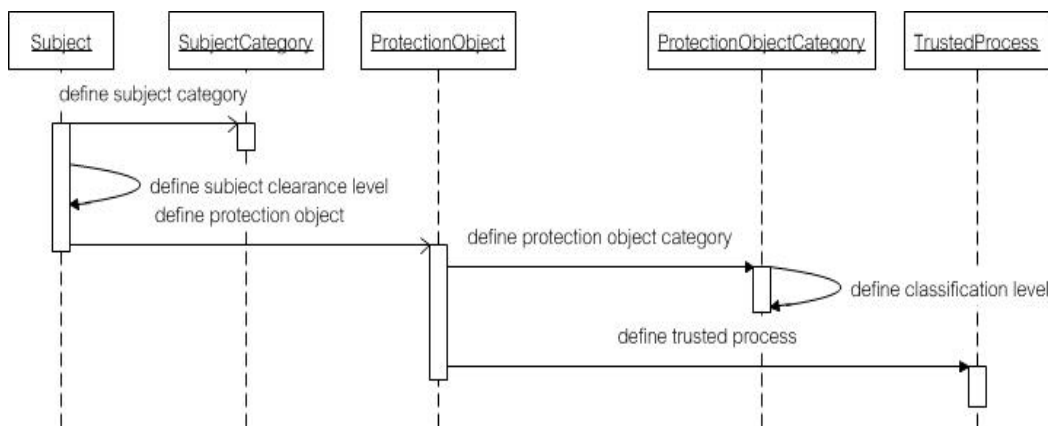 Subject
SubjectCategory
ProtectionObject
ProtectionObjectCategory
TrustedProcess
define subject category
define subject clearance level
define protection object
define protection object category
define classification level
define trusted process